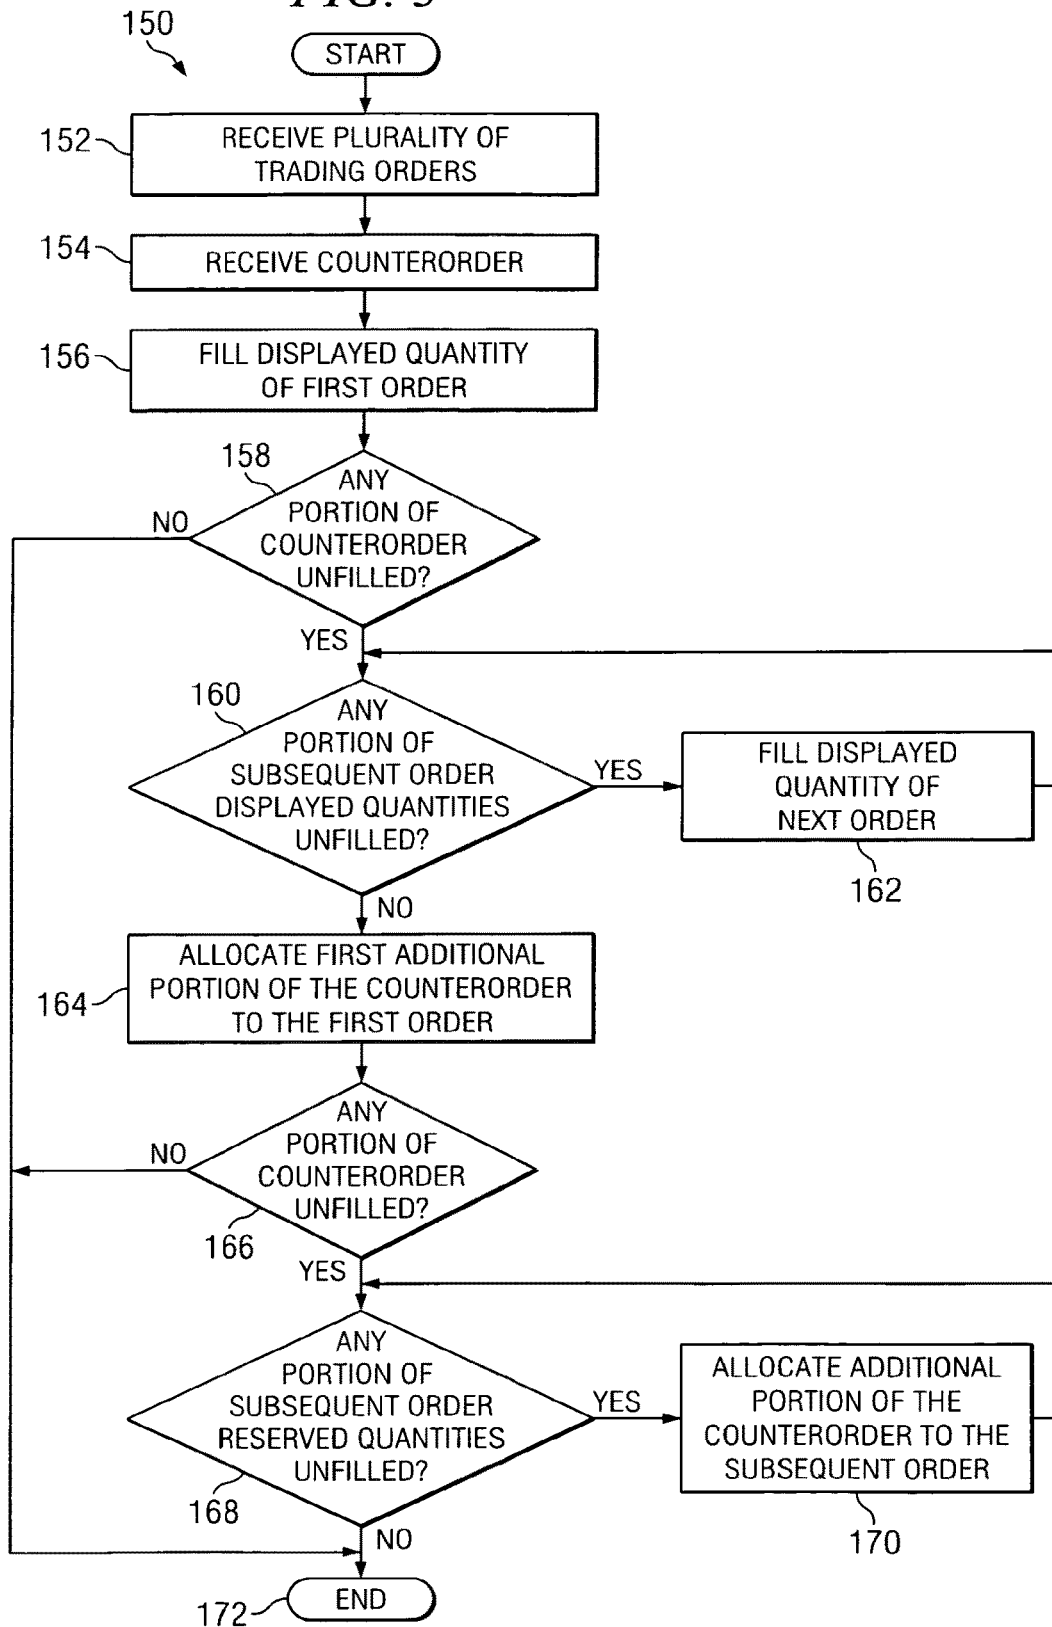 150
START
152
RECEIVE PLURALITY OF
TRADING ORDERS
154
RECEIVE COUNTERORDER
156
FILL DISPLAYED QUANTITY
OF FIRST ORDER
158
ANY
PORTION OF
COUNTERORDER
UNFILLED?
NO
YES
160
ANY
PORTION OF
SUBSEQUENT ORDER
DISPLAYED QUANTITIES
UNFILLED?
YES
FILL DISPLAYED
QUANTITY OF
NEXT ORDER
162
NO
164
ALLOCATE FIRST ADDITIONAL
PORTION OF THE COUNTERORDER
TO THE FIRST ORDER
ANY
PORTION OF
COUNTERORDER
UNFILLED?
NO
166
YES
ANY
PORTION OF
SUBSEQUENT ORDER
RESERVED QUANTITIES
UNFILLED?
168
YES
ALLOCATE ADDITIONAL
PORTION OF THE
COUNTERORDER TO THE
SUBSEQUENT ORDER
170
NO
172
END